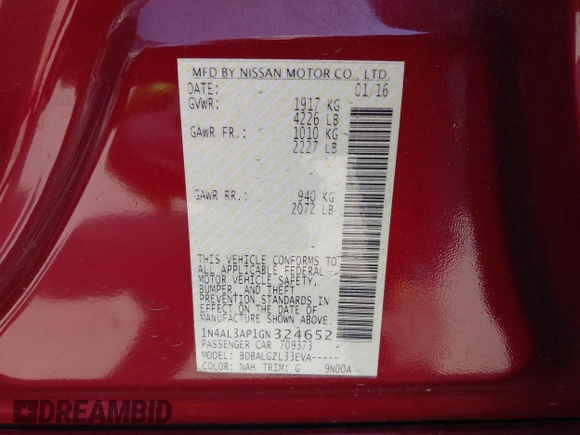 MFD BY NISSAN MOTOR CO., LTD.
DATE: 01/16
GVWR: 1917 KG
4226 LB
GAWR FR.: 1010 KG
2227 LB
GAWR RR.: 940 KG
2072 LB
THIS VEHICLE CONFORMS TO
ALL APPLICABLE FEDERAL
MOTOR VEHICLE SAFETY,
BUMPER, AND THEFT
PREVENTION STANDARDS IN
EFFECT ON THE DATE OF
MANUFACTURE SHOWN ABOVE.
1N4AL3AP1GN324652
PASSENGER CAR 709373
MODEL: BDBALGZL33EVA-----
COLOR: NAH TRIM: G 9N00A
DREAMBID